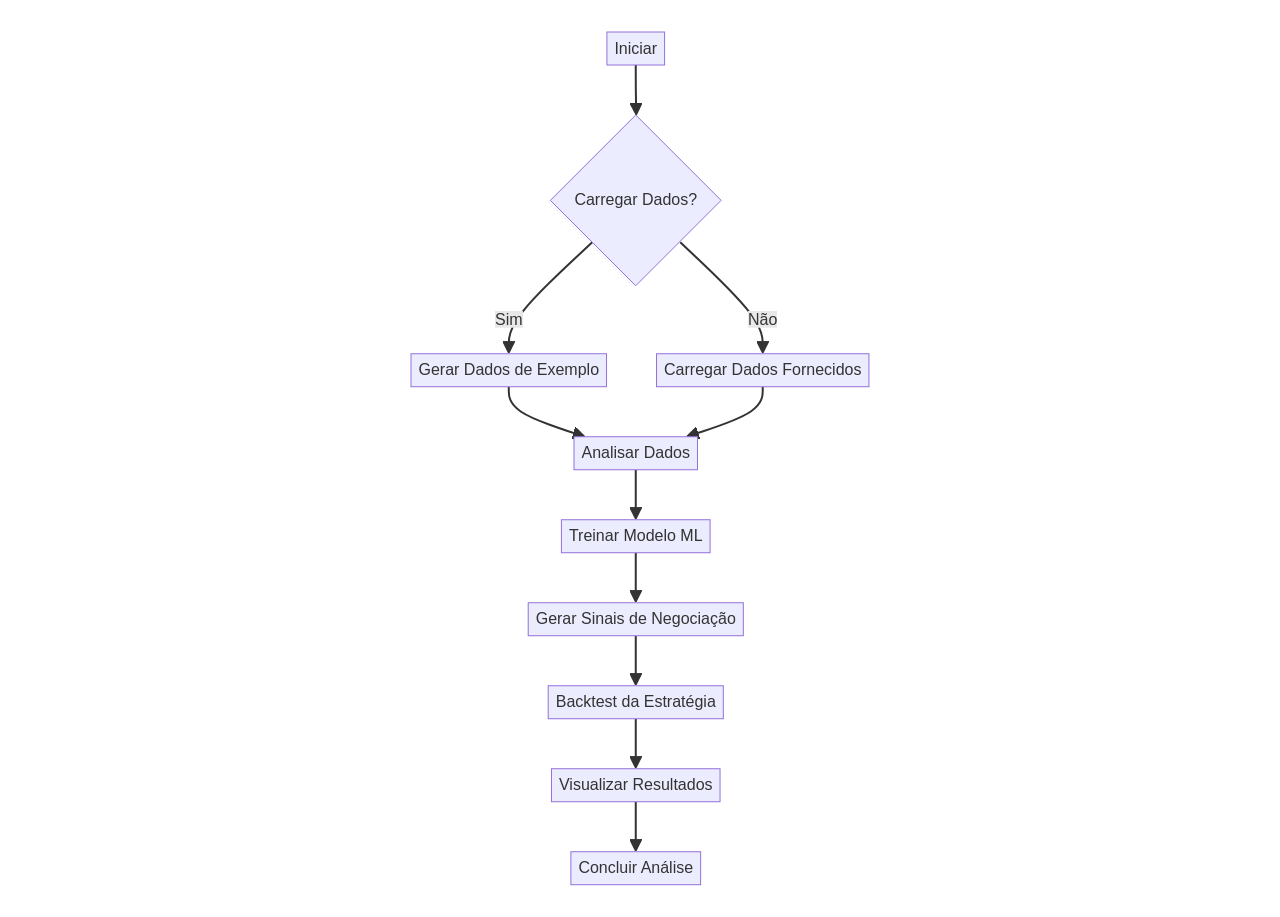 Iniciar
Carregar Dados?
Sim
Não
Gerar Dados de Exemplo
Carregar Dados Fornecidos
Analisar Dados
Treinar Modelo ML
Gerar Sinais de Negociação
Backtest da Estratégia
Visualizar Resultados
Concluir Análise